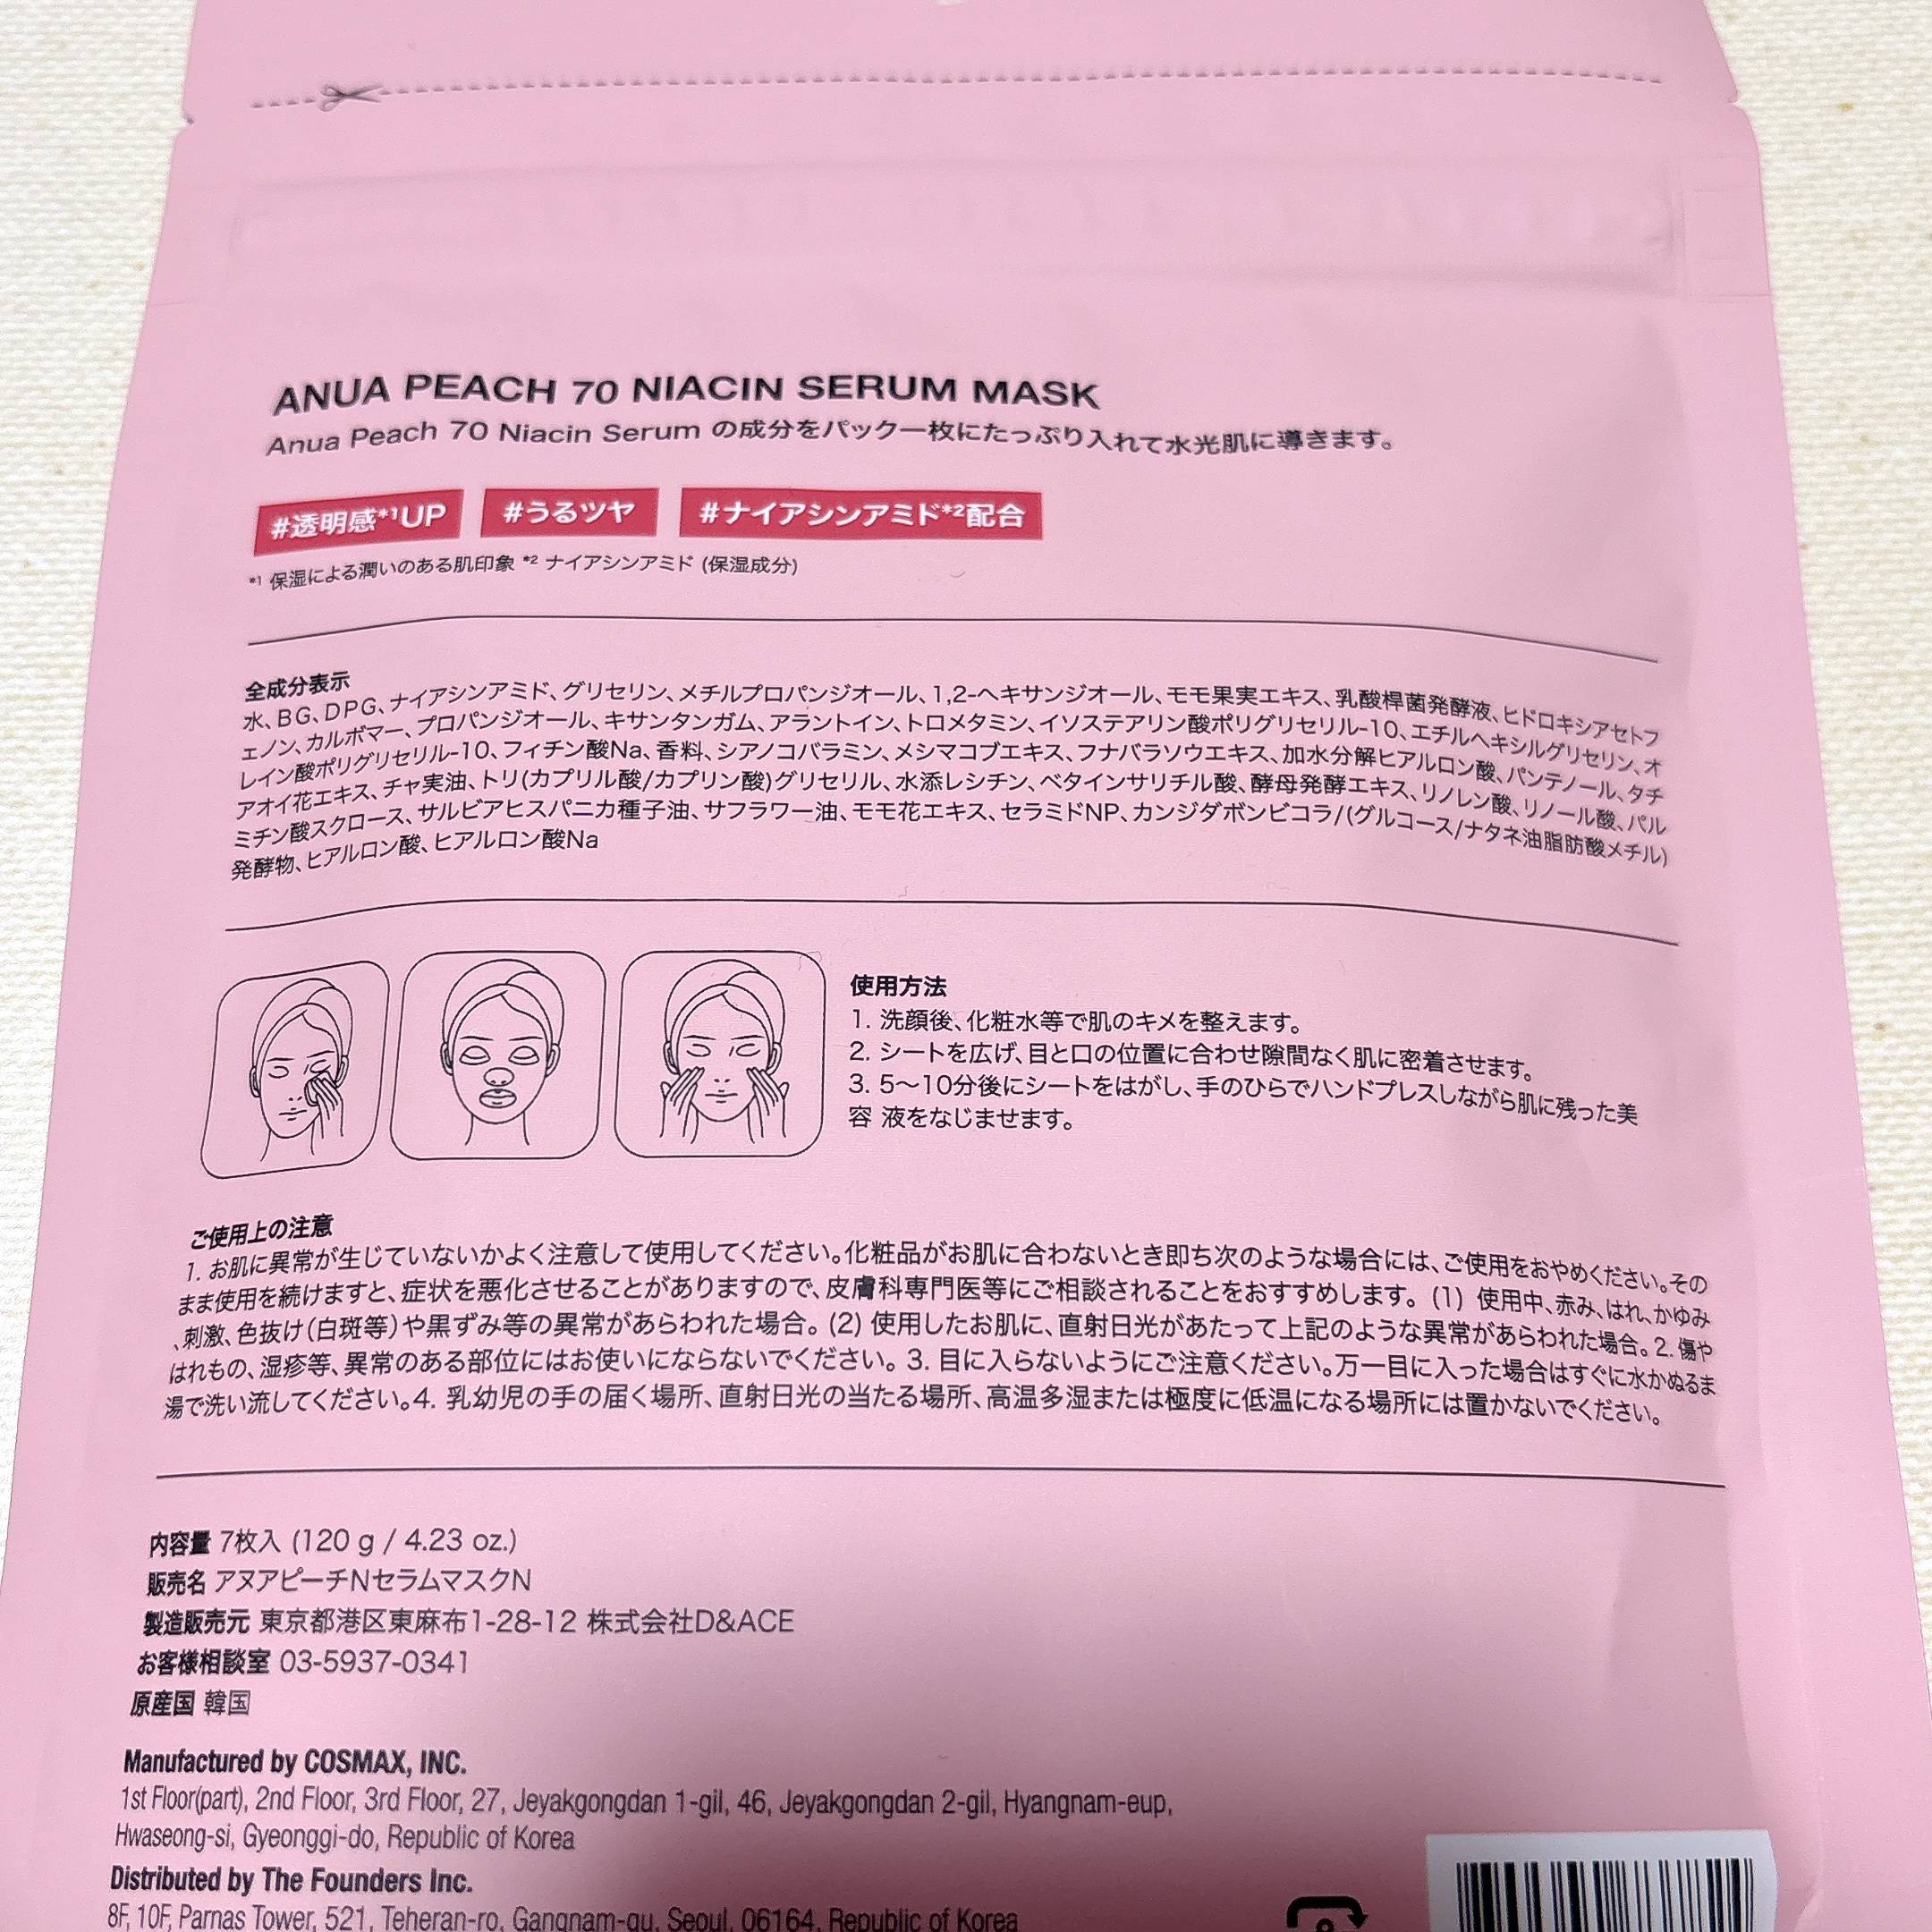 ANUA PEACH 70 NIACIN SERUM MASK
Anua Peach 70 Niacin Serum の成分をパック一枚にたっぷり入れて水光肌に導きます。
#透明感*¹UP #うるツヤ #ナイアシンアミド*²配合
*¹ 保湿による潤いのある肌印象 *² ナイアシンアミド (保湿成分)
全成分表示
水、BG、DPG、ナイアシンアミド、グリセリン、メチルプロパンジオール、1,2-ヘキサンジオール、モモ果実エキス、乳酸桿菌発酵液、ヒドロキシアセトフ
ェノン、カルボマー、プロパンジオール、キサンタンガム、アラントイン、トロメタミン、イソステアリン酸ポリグリセリル-10、エチルヘキシルグリセリン、オ
レイン酸ポリグリセリル-10、フィチン酸Na、香料、シアノコバラミン、メシマコブエキス、フナバラソウエキス、加水分解ヒアルロン酸、パンテノール、タチ
アオイ花エキス、チャ実油、トリ(カプリル酸/カプリン酸)グリセリル、水添レシチン、ベタインサリチル酸、酵母発酵エキス、リノレン酸、リノール酸、パル
ミチン酸スクロース、サルビアヒスパニカ種子油、サフラワー油、モモ花エキス、セラミドNP、カンジダボンビコラ/(グルコース/ナタネ油脂肪酸メチル)
発酵物、ヒアルロン酸、ヒアルロン酸Na
使用方法
1. 洗顔後、化粧水等で肌のキメを整えます。
2. シートを広げ、目と口の位置に合わせ隙間なく肌に密着させます。
3. 5～10分後にシートをはがし、手のひらでハンドプレスしながら肌に残った美
容 液をなじませます。
ご使用上の注意
1. お肌に異常が生じていないかよく注意して使用してください。化粧品がお肌に合わないとき即ち次のような場合には、ご使用をおやめください。その
まま使用を続けますと、症状を悪化させることがありますので、皮膚科専門医等にご相談されることをおすすめします。 (1) 使用中、赤み、はれ、かゆみ
、刺激、色抜け(白斑等)や黒ずみ等の異常があらわれた場合。 (2) 使用したお肌に、直射日光があたって上記のような異常があらわれた場合。 2. 傷や
はれもの、湿疹等、異常のある部位にはお使いにならないでください。 3. 目に入らないようにご注意ください。万一目に入った場合はすぐに水かぬるま
湯で洗い流してください。4. 乳幼児の手の届く場所、直射日光の当たる場所、高温多湿または極度に低温になる場所には置かないでください。
内容量 7枚入 (120 g / 4.23 oz.)
販売名 アヌアピーチNセラムマスクN
製造販売元 東京都港区東麻布1-28-12 株式会社D&ACE
お客様相談室 03-5937-0341
原産国 韓国
Manufactured by COSMAX, INC.
1st Floor(part), 2nd Floor, 3rd Floor, 27, Jeyakgongdan 1-gil, 46, Jeyakgongdan 2-gil, Hyangnam-eup,
Hwaseong-si, Gyeonggi-do, Republic of Korea
Distributed by The Founders Inc.
8F, 10F, Parnas Tower, 521, Teheran-ro, Gangnam-gu, Seoul, 06164, Republic of Korea